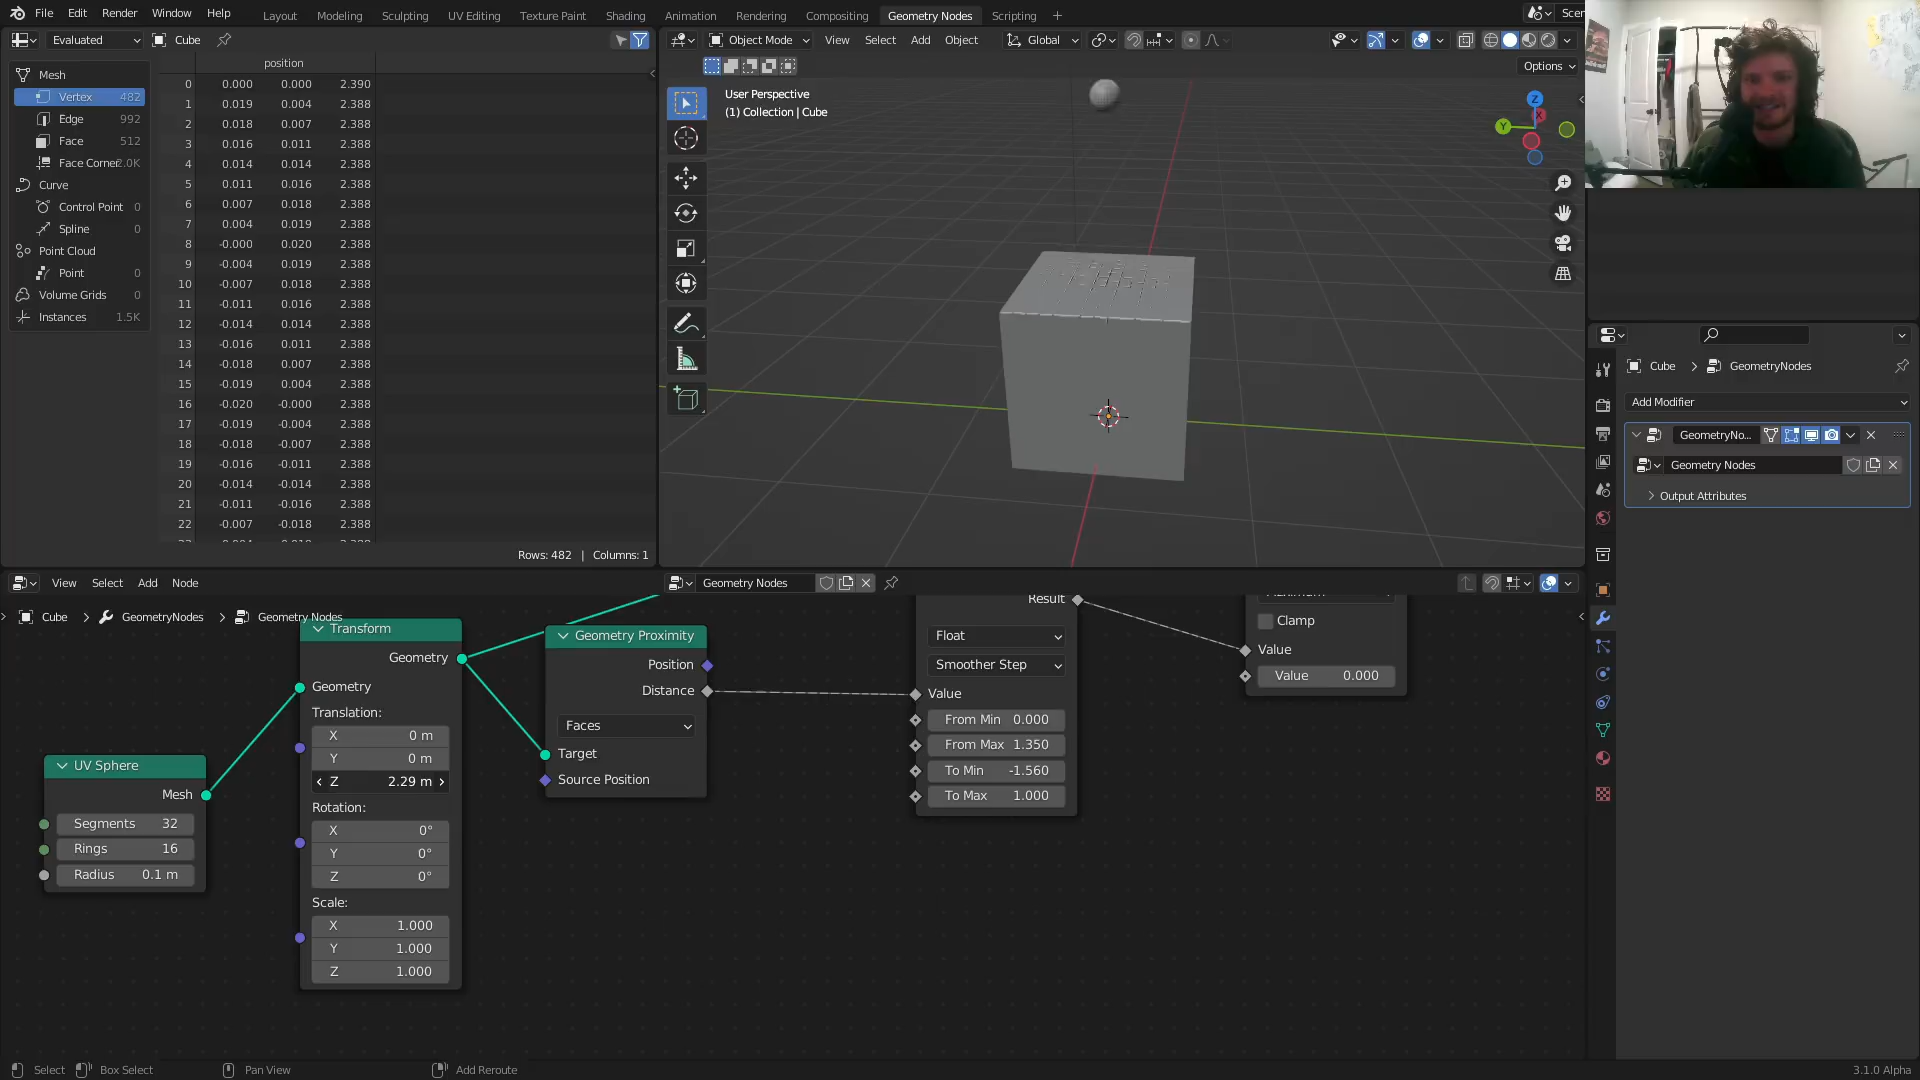 File Edit Render Window Help Layout Modeling Sculpting UV Editing Texture Paint Shading Animation Rendering Compositing Geometry Nodes Scripting Scen
Evaluated Cube
Object Mode View Select Add Object Global
Options
Mesh
Vertex 482
Edge 992
Face 512
Face Corner 2.0K
Curve
Control Point 0
Spline 0
Point Cloud
Point 0
Volume Grids 0
Instances 1.5K
position
0 0.000 0.000 2.390
1 0.019 0.004 2.388
2 0.018 0.007 2.388
3 0.016 0.011 2.388
4 0.014 0.014 2.388
5 0.011 0.016 2.388
6 0.007 0.018 2.388
7 0.004 0.019 2.388
8 -0.000 0.020 2.388
9 -0.004 0.019 2.388
10 -0.007 0.018 2.388
11 -0.011 0.016 2.388
12 -0.014 0.014 2.388
13 -0.016 0.011 2.388
14 -0.018 0.007 2.388
15 -0.019 0.004 2.388
16 -0.020 -0.000 2.388
17 -0.019 -0.004 2.388
18 -0.018 -0.007 2.388
19 -0.016 -0.011 2.388
20 -0.014 -0.014 2.388
21 -0.011 -0.016 2.388
22 -0.007 -0.018 2.388
Rows: 482 | Columns: 1
User Perspective
(1) Collection | Cube
Z
X
Y
Cube GeometryNodes
Add Modifier
GeometryNo...
Geometry Nodes
Output Attributes
View Select Add Node Geometry Nodes
Cube GeometryNodes Geometry Nodes
UV Sphere
Mesh
Segments 32
Rings 16
Radius 0.1 m
Transform
Geometry
Geometry
Translation:
X 0 m
Y 0 m
Z 2.29 m
Rotation:
X 0°
Y 0°
Z 0°
Scale:
X 1.000
Y 1.000
Z 1.000
Geometry Proximity
Position
Distance
Faces
Target
Source Position
Result
Float
Smoother Step
Value
From Min 0.000
From Max 1.350
To Min -1.560
To Max 1.000
Clamp
Value
Value 0.000
Select Box Select Pan View Add Reroute 3.1.0 Alpha